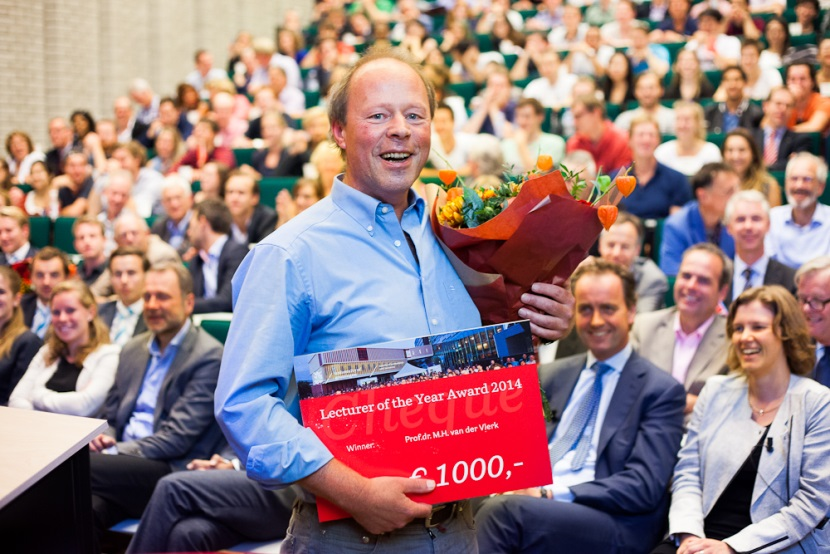 Cheque
Lecturer of the Year Award 2014
Winner: Prof.dr. M.H. van der Vlerk
€ 1000,-